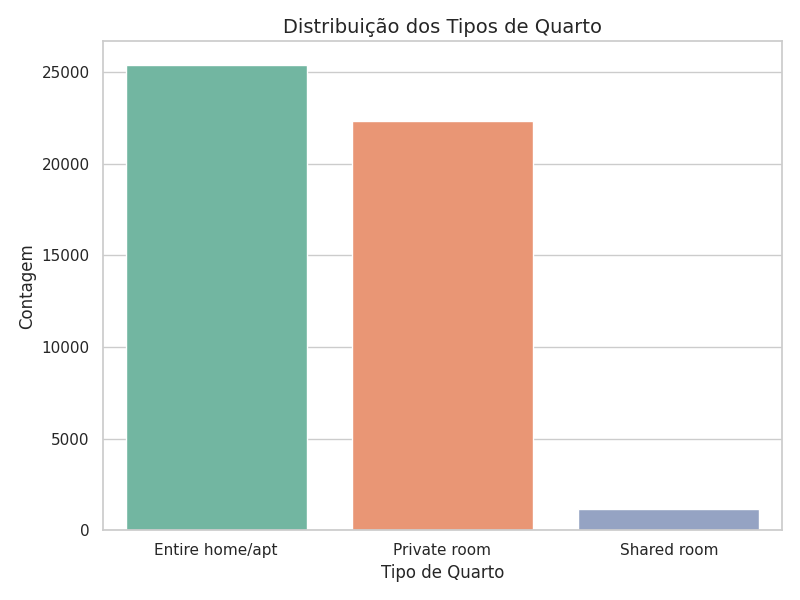 Distribuição dos Tipos de Quarto
Contagem
25000
20000
15000
10000
5000
0
Entire home/apt
Private room
Shared room
Tipo de Quarto